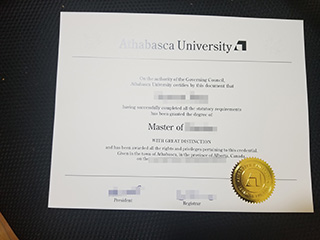 Athabasca University
On the authority of the Governing Council,
Athabasca University certifies by this document that
having successfully completed all the statutory requirements
has been granted the degree of
Master of
WITH GREAT DISTINCTION
and has been awarded all the rights and privileges pertaining to this credential.
Given in the town of Athabasca, in the province of Alberta, Canada,
on the
President
Registrar